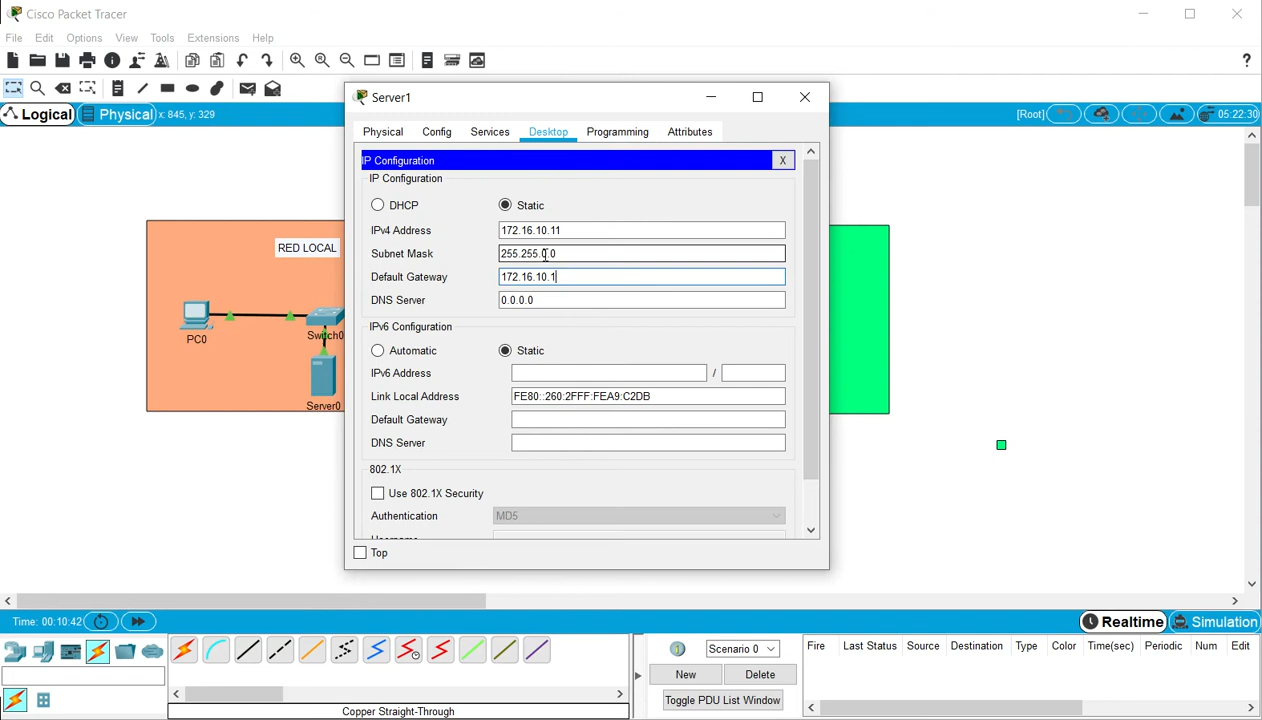 Cisco Packet Tracer
File Edit Options View Tools Extensions Help
?
Logical Physical x: 845, y: 329 [Root] 05:22:30
RED LOCAL
PC0
Switch0
Server0
Server1
Physical Config Services Desktop Programming Attributes
IP Configuration X
IP Configuration
DHCP Static
IPv4 Address 172.16.10.11
Subnet Mask 255.255.0.0
Default Gateway 172.16.10.1
DNS Server 0.0.0.0
IPv6 Configuration
Automatic Static
IPv6 Address /
Link Local Address FE80::260:2FFF:FEA9:C2DB
Default Gateway
DNS Server
802.1X
Use 802.1X Security
Authentication MD5
Username
Top
Time: 00:10:42 Realtime Simulation
Scenario 0
New Delete
Toggle PDU List Window
Fire Last Status Source Destination Type Color Time(sec) Periodic Num Edit
Copper Straight-Through